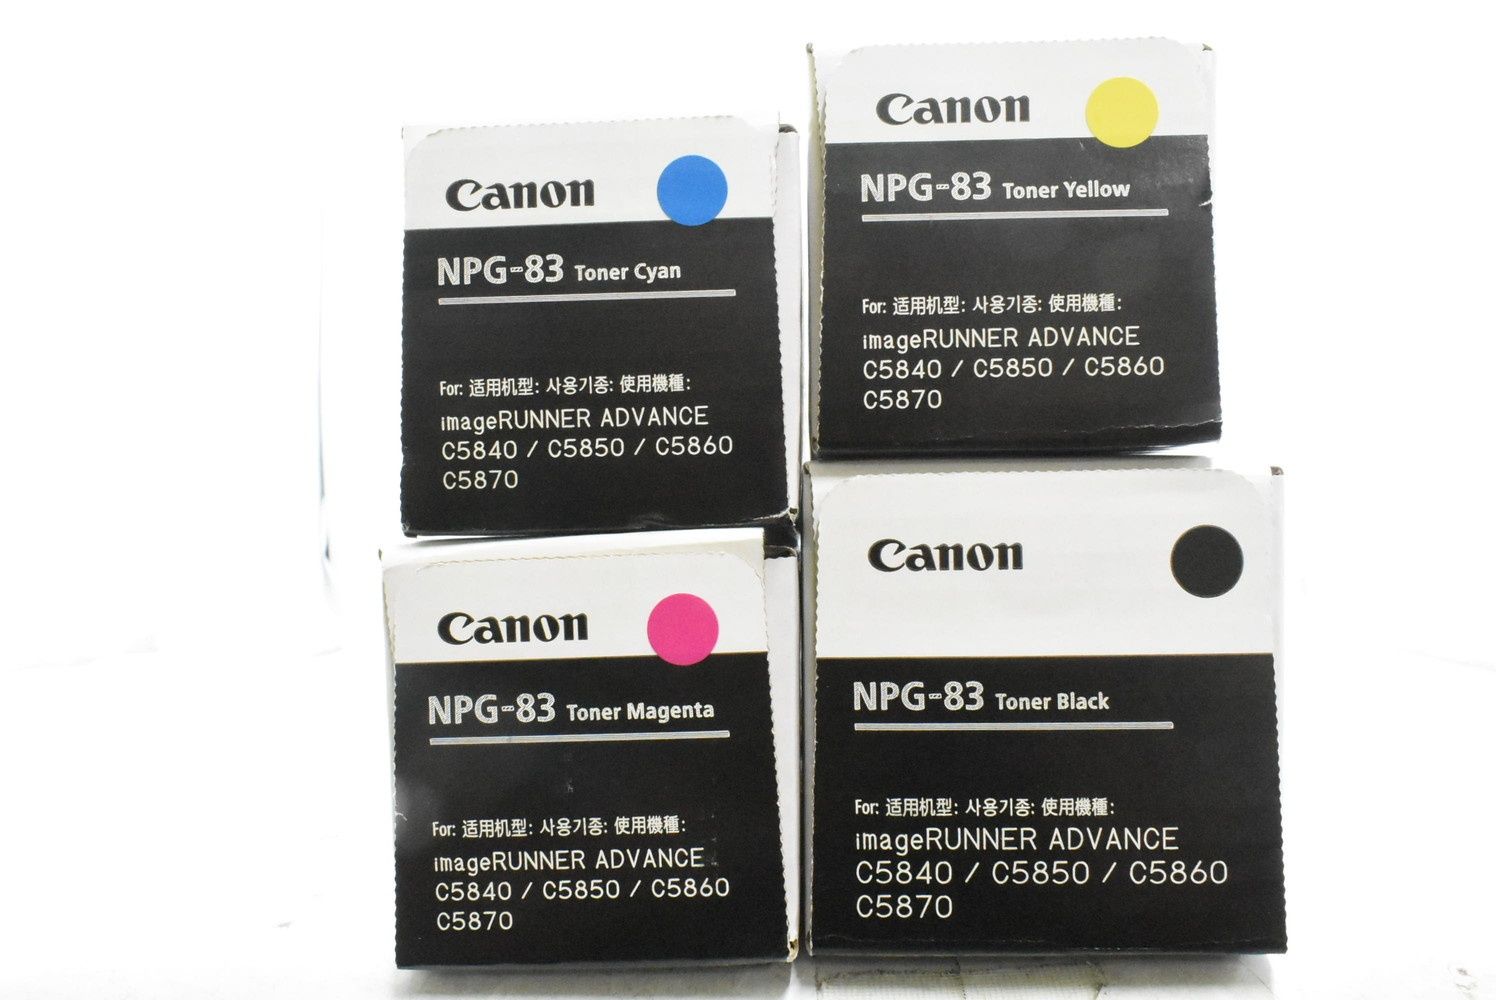 Canon
NPG-83 Toner Cyan
For: 适用机型: 사용기종: 使用機種:
imageRUNNER ADVANCE
C5840 / C5850 / C5860
C5870
Canon
NPG-83 Toner Yellow
For: 适用机型: 사용기종: 使用機種:
imageRUNNER ADVANCE
C5840 / C5850 / C5860
C5870
Canon
NPG-83 Toner Magenta
For: 适用机型: 사용기종: 使用機種:
imageRUNNER ADVANCE
C5840 / C5850 / C5860
C5870
Canon
NPG-83 Toner Black
For: 适用机型: 사용기종: 使用機種:
imageRUNNER ADVANCE
C5840 / C5850 / C5860
C5870